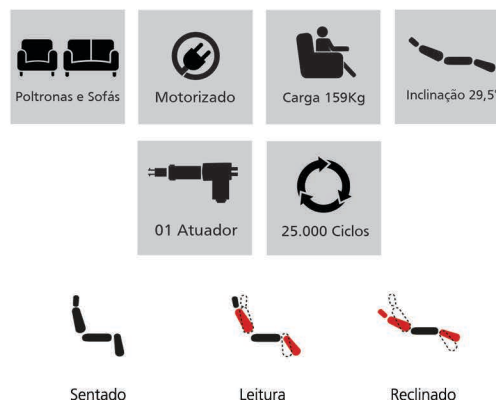 Poltronas e Sofás
Motorizado
Carga 159Kg
Inclinação 29,5°
01 Atuador
25.000 Ciclos
Sentado
Leitura
Reclinado